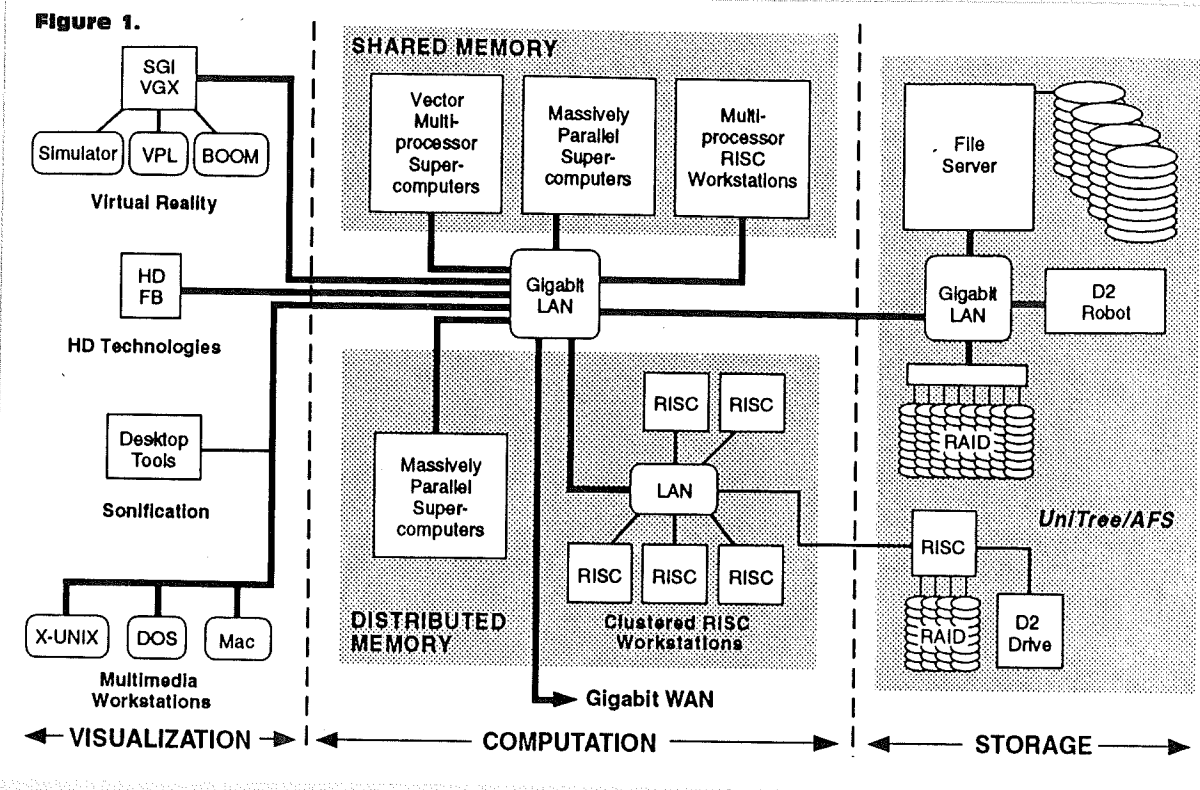 Figure 1.
SGI
VGX
Simulator
VPL
BOOM
Virtual Reality
HD
FB
HD Technologies
Desktop
Tools
Sonification
X-UNIX
DOS
Mac
Multimedia
Workstations
VISUALIZATION
SHARED MEMORY
Vector
Multi-
processor
Super-
computers
Massively
Parallel
Super-
computers
Multi-
processor
RISC
Workstations
Gigabit
LAN
Massively
Parallel
Super-
computers
DISTRIBUTED
MEMORY
RISC
RISC
LAN
RISC
RISC
RISC
Clustered RISC
Workstations
Gigabit WAN
COMPUTATION
File
Server
Gigabit
LAN
D2
Robot
RAID
UniTree/AFS
RISC
RAID
D2
Drive
STORAGE